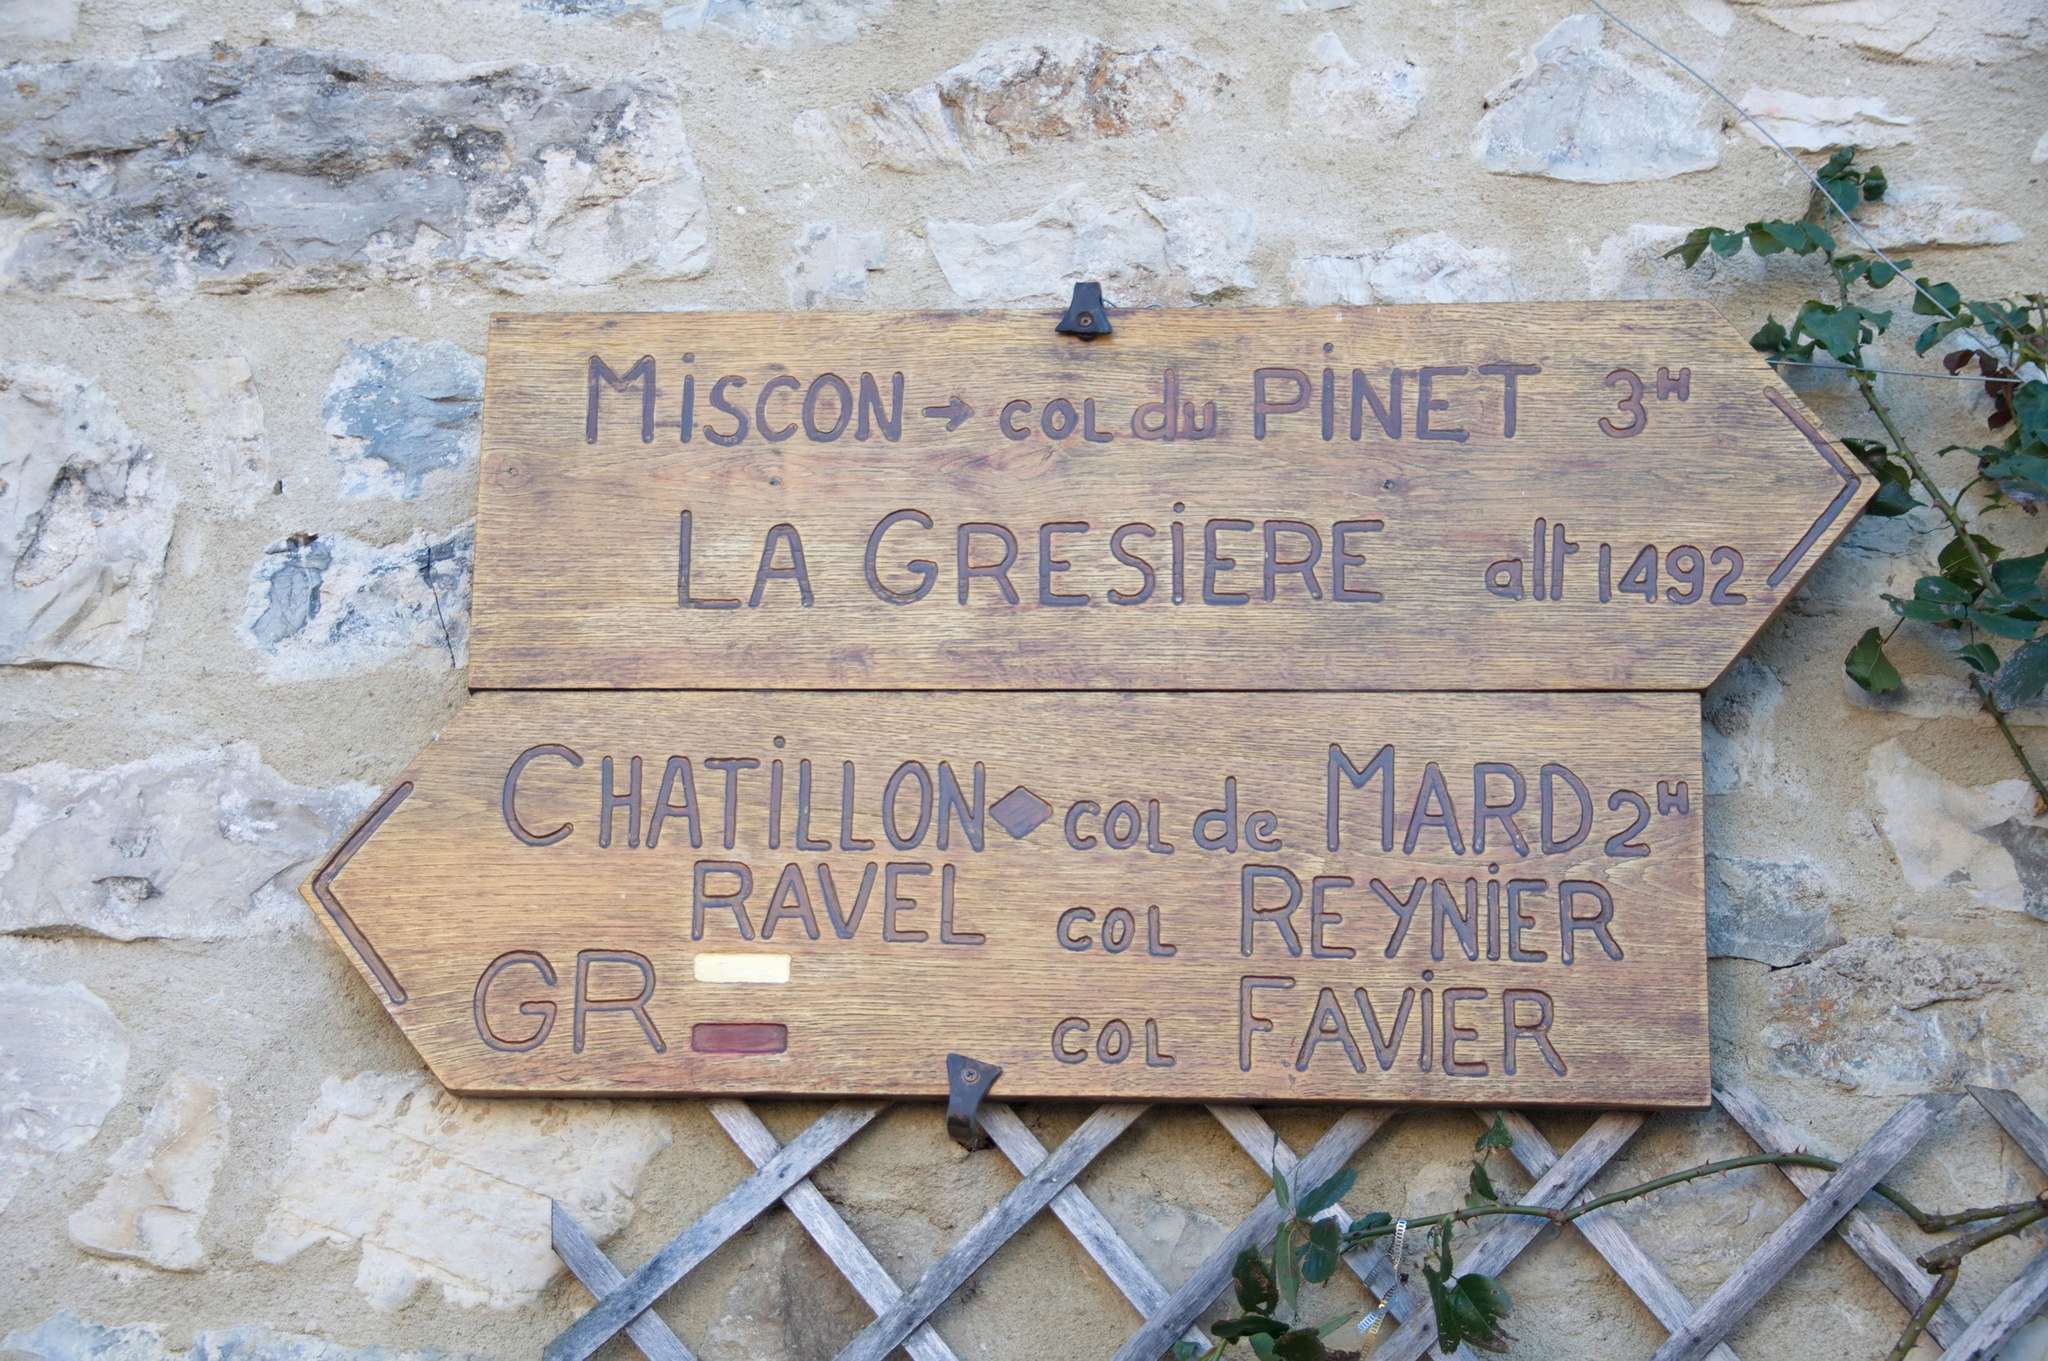 MiSCON → COL du PiNET 3H
LA GRESiERE alt 1492
CHATiLLON ◆ COL de MARD 2H
RAVEL COL REYNiER
GR COL FAViER